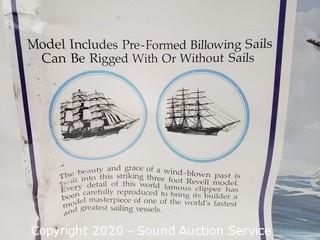 Model Includes Pre-Formed Billowing Sails
Can Be Rigged With Or Without Sails
The beauty and grace of a wind-blown past is
built into this striking three foot Revell model.
Every detail of this world famous clipper has
been carefully reproduced to bring its builder a
model masterpiece of one of the world's fastest
and greatest sailing vessels.
Copyright 2020 - Sound Auction Service